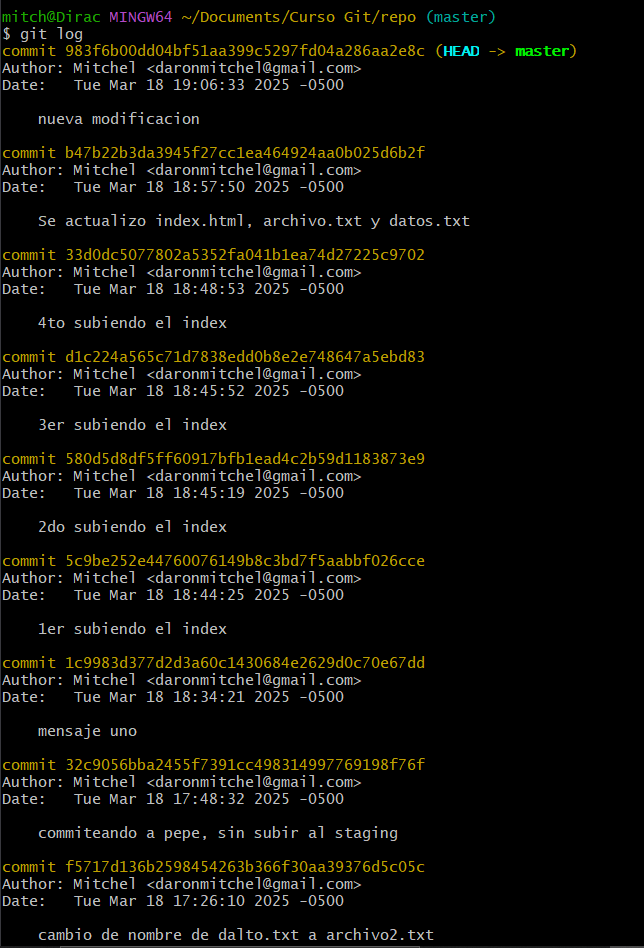 mitch@Dirac MINGW64 ~/Documents/Curso Git/repo (master)
$ git log
commit 983f6b00dd04bf51aa399c5297fd04a286aa2e8c (HEAD -> master)
Author: Mitchel <daronmitchel@gmail.com>
Date:   Tue Mar 18 19:06:33 2025 -0500
nueva modificacion
commit b47b22b3da3945f27cc1ea464924aa0b025d6b2f
Author: Mitchel <daronmitchel@gmail.com>
Date:   Tue Mar 18 18:57:50 2025 -0500
Se actualizo index.html, archivo.txt y datos.txt
commit 33d0dc5077802a5352fa041b1ea74d27225c9702
Author: Mitchel <daronmitchel@gmail.com>
Date:   Tue Mar 18 18:48:53 2025 -0500
4to subiendo el index
commit d1c224a565c71d7838edd0b8e2e748647a5ebd83
Author: Mitchel <daronmitchel@gmail.com>
Date:   Tue Mar 18 18:45:52 2025 -0500
3er subiendo el index
commit 580d5d8df5ff60917bfb1ead4c2b59d1183873e9
Author: Mitchel <daronmitchel@gmail.com>
Date:   Tue Mar 18 18:45:19 2025 -0500
2do subiendo el index
commit 5c9be252e44760076149b8c3bd7f5aabbf026cce
Author: Mitchel <daronmitchel@gmail.com>
Date:   Tue Mar 18 18:44:25 2025 -0500
1er subiendo el index
commit 1c9983d377d2d3a60c1430684e2629d0c70e67dd
Author: Mitchel <daronmitchel@gmail.com>
Date:   Tue Mar 18 18:34:21 2025 -0500
mensaje uno
commit 32c9056bba2455f7391cc498314997769198f76f
Author: Mitchel <daronmitchel@gmail.com>
Date:   Tue Mar 18 17:48:32 2025 -0500
commiteando a pepe, sin subir al staging
commit f5717d136b2598454263b366f30aa39376d5c05c
Author: Mitchel <daronmitchel@gmail.com>
Date:   Tue Mar 18 17:26:10 2025 -0500
cambio de nombre de dalto.txt a archivo2.txt